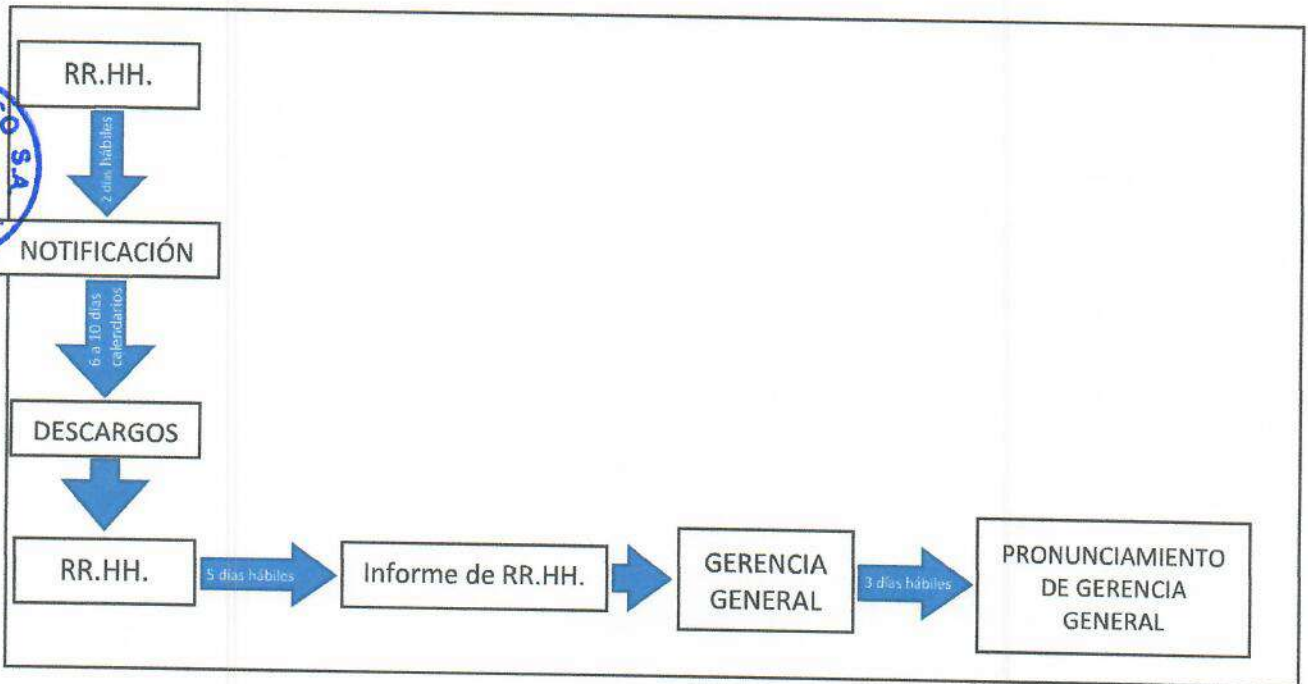 RR.HH.
2 días hábiles
CO S.A
NOTIFICACIÓN
6 a 10 días
calendarios
DESCARGOS
RR.HH.
5 días hábiles
Informe de RR.HH.
GERENCIA
GENERAL
3 días hábiles
PRONUNCIAMIENTO
DE GERENCIA
GENERAL